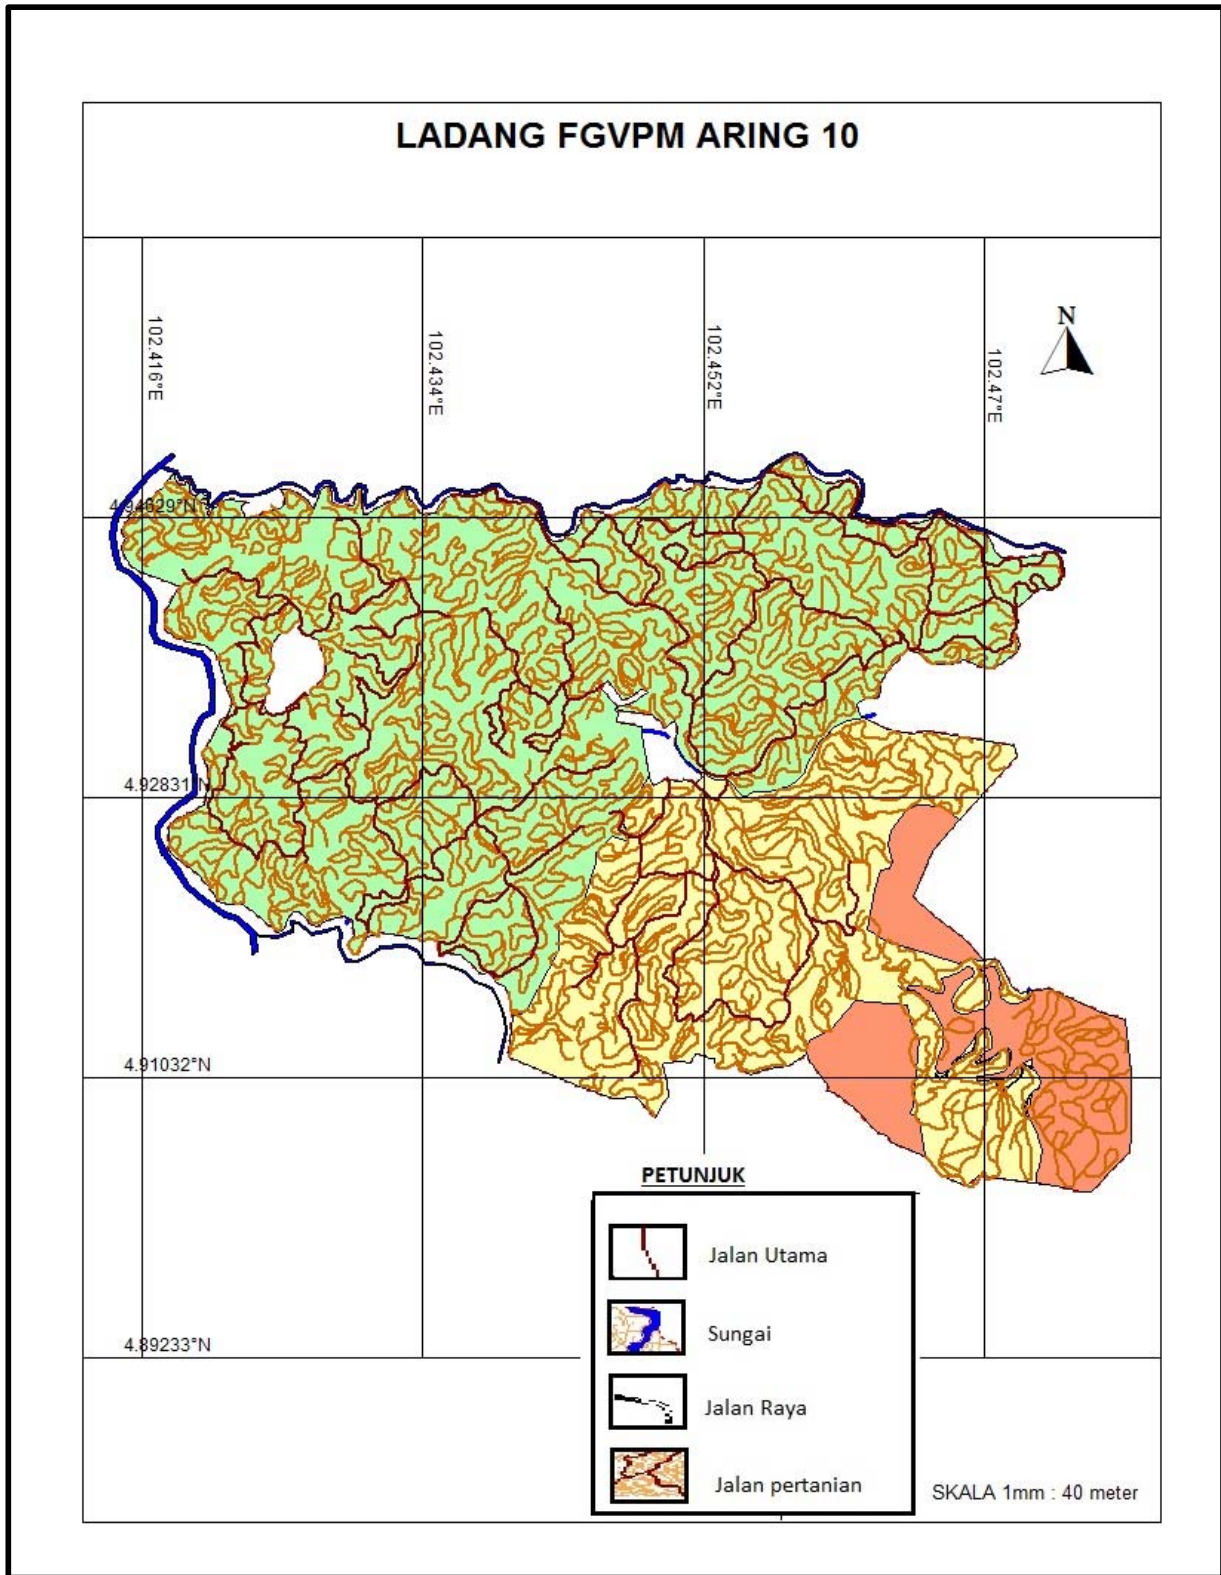 LADANG FGVPM ARING 10
102.416°E
102.434°E
102.452°E
102.47°E
N
4.94629°N
4.92831°N
4.91032°N
4.89233°N
PETUNJUK
Jalan Utama
Sungai
Jalan Raya
Jalan pertanian
SKALA 1mm : 40 meter